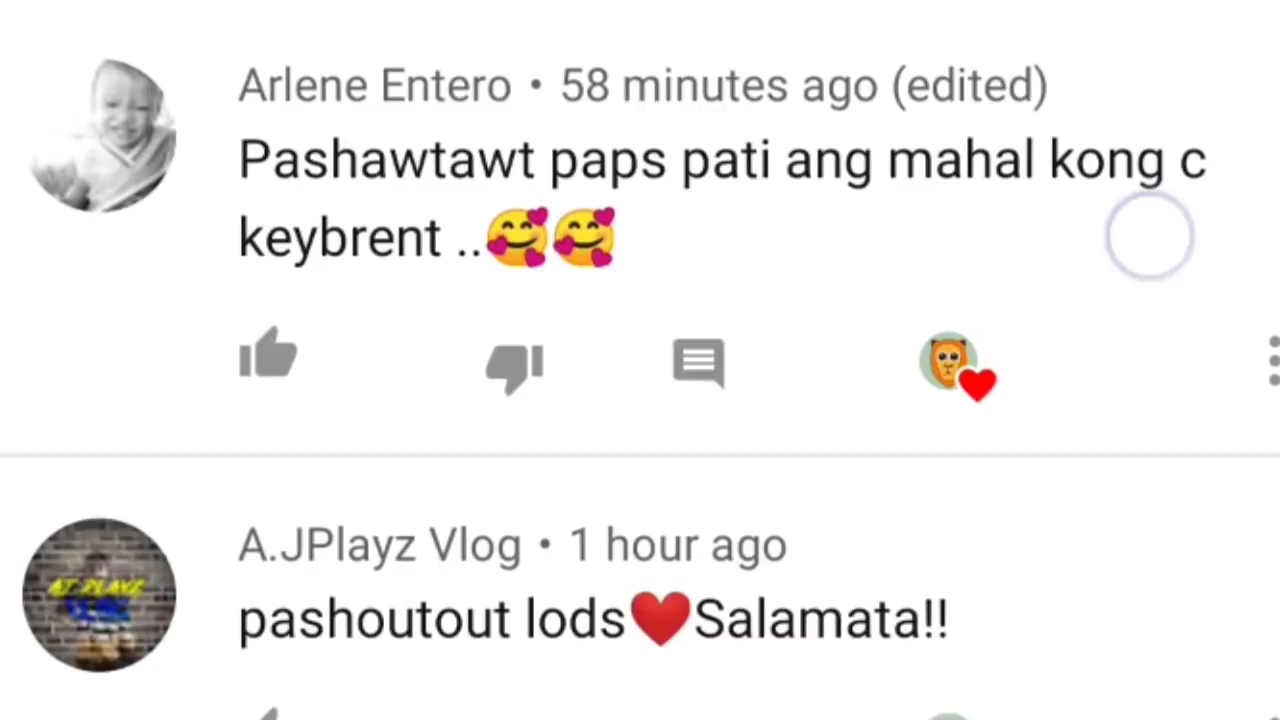 Arlene Entero • 58 minutes ago (edited)
Pashawtawt paps pati ang mahal kong c
keybrent ..🥰🥰
A.JPlayz Vlog • 1 hour ago
pashoutout lods❤️Salamata!!